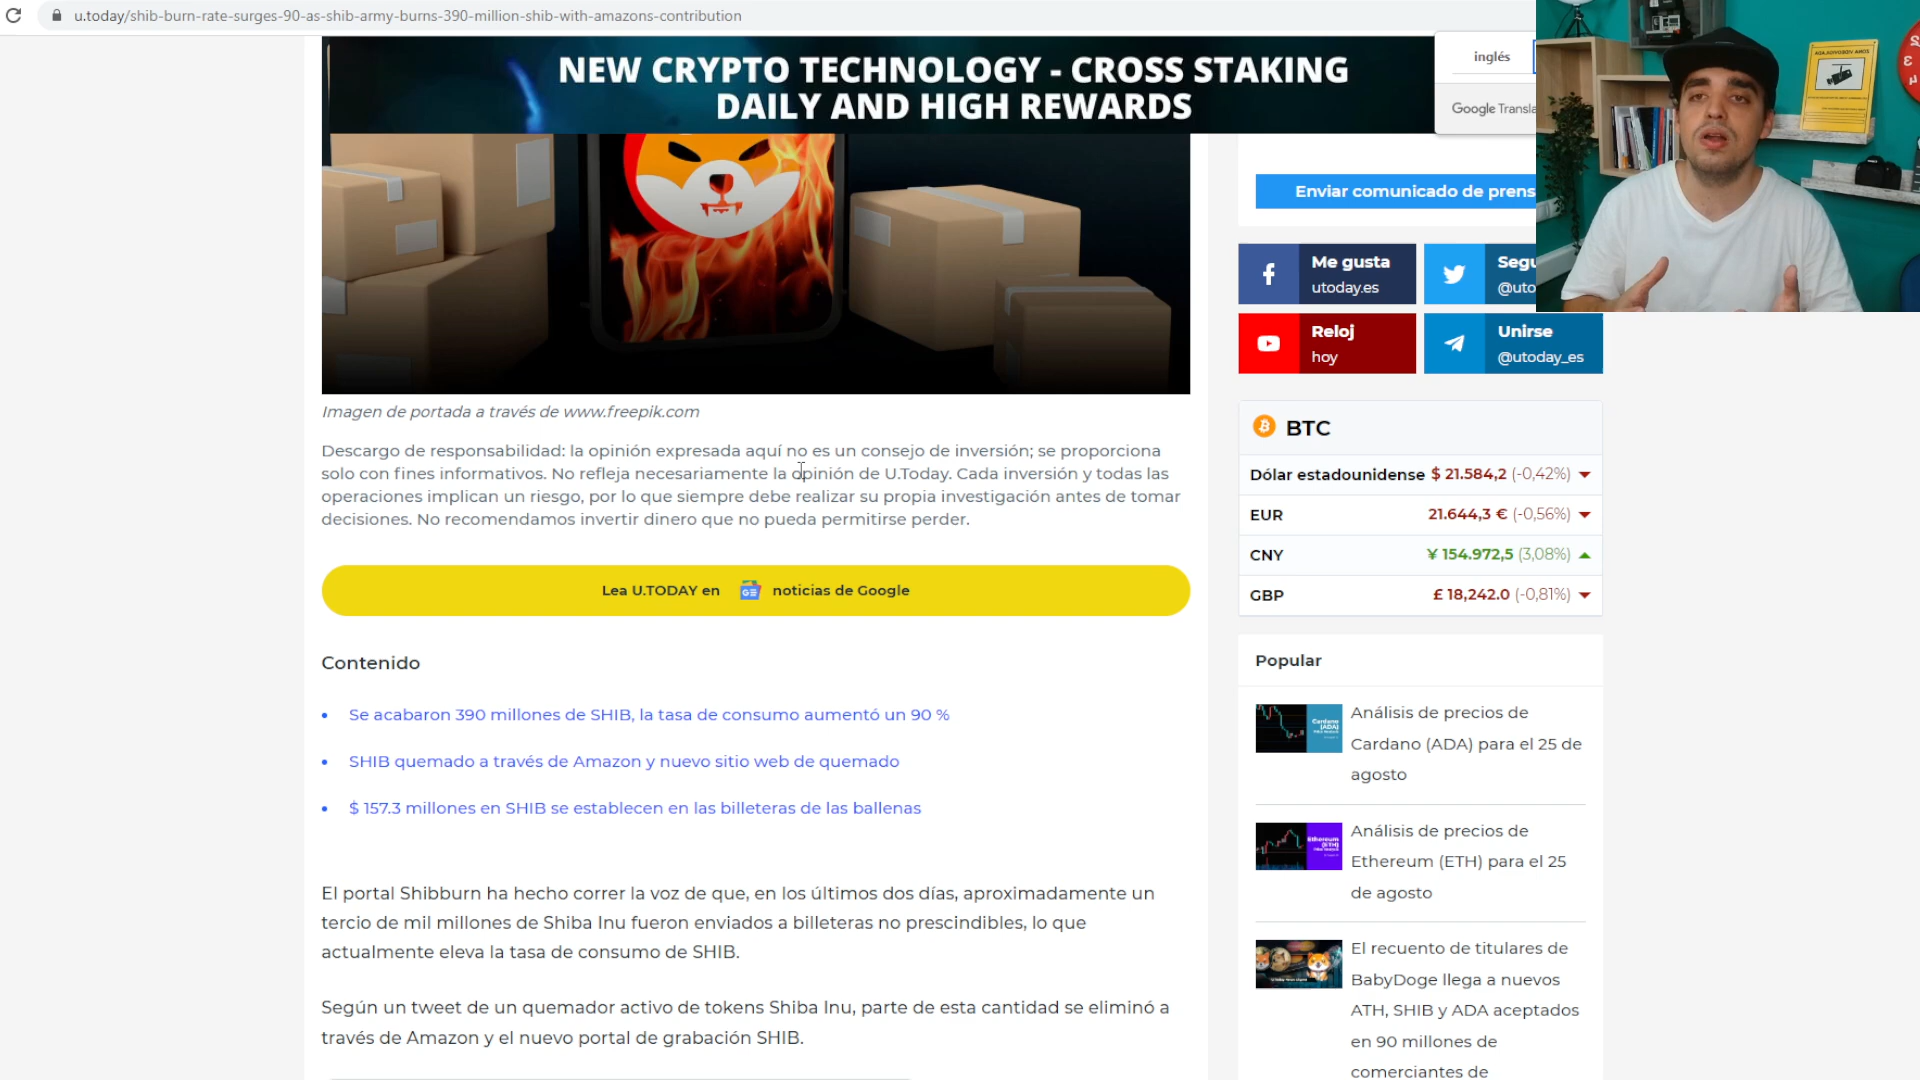 u.today/shib-burn-rate-surges-90-as-shib-army-burns-390-million-shib-with-amazons-contribution
NEW CRYPTO TECHNOLOGY - CROSS STAKING
DAILY AND HIGH REWARDS
inglés
Google Transla
Enviar comunicado de prens
Me gusta
utoday.es
Segu
@uto
Reloj
hoy
Unirse
@utoday_es
Imagen de portada a través de www.freepik.com
Descargo de responsabilidad: la opinión expresada aquí no es un consejo de inversión; se proporciona
solo con fines informativos. No refleja necesariamente la opinión de U.Today. Cada inversión y todas las
operaciones implican un riesgo, por lo que siempre debe realizar su propia investigación antes de tomar
decisiones. No recomendamos invertir dinero que no pueda permitirse perder.
Lea U.TODAY en GE noticias de Google
Contenido
• Se acabaron 390 millones de SHIB, la tasa de consumo aumentó un 90 %
• SHIB quemado a través de Amazon y nuevo sitio web de quemado
• $ 157.3 millones en SHIB se establecen en las billeteras de las ballenas
El portal Shibburn ha hecho correr la voz de que, en los últimos dos días, aproximadamente un
tercio de mil millones de Shiba Inu fueron enviados a billeteras no prescindibles, lo que
actualmente eleva la tasa de consumo de SHIB.
Según un tweet de un quemador activo de tokens Shiba Inu, parte de esta cantidad se eliminó a
través de Amazon y el nuevo portal de grabación SHIB.
BTC
Dólar estadounidense $ 21.584,2 (-0,42%)
EUR 21.644,3 € (-0,56%)
CNY ¥ 154.972,5 (3,08%)
GBP £ 18,242.0 (-0,81%)
Popular
Cardano
(ADA)
Análisis de precios de
Cardano (ADA) para el 25 de
agosto
Ethereum
(ETH)
Análisis de precios de
Ethereum (ETH) para el 25
de agosto
El recuento de titulares de
BabyDoge llega a nuevos
ATH, SHIB y ADA aceptados
en 90 millones de
comerciantes de